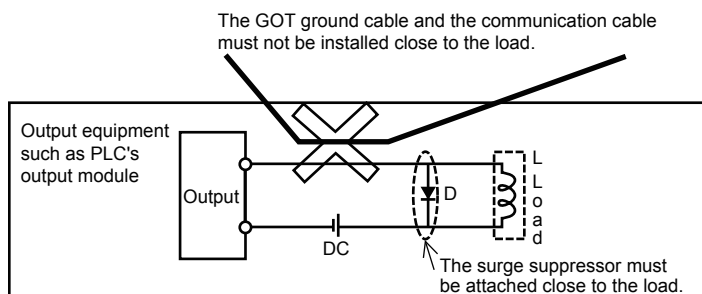 The GOT ground cable and the communication cable
must not be installed close to the load.
Output equipment
such as PLC's
output module
Output
DC
D
L
Load
The surge suppressor must
be attached close to the load.